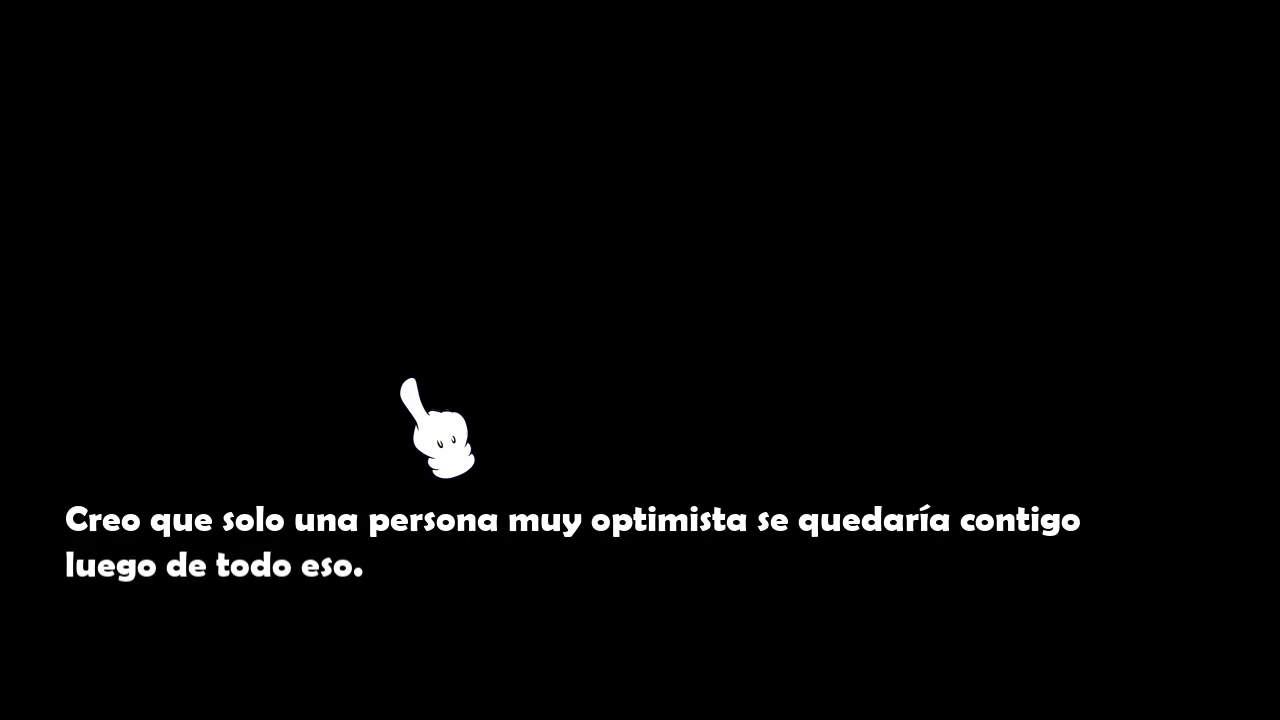 Creo que solo una persona muy optimista se quedaría contigo
luego de todo eso.